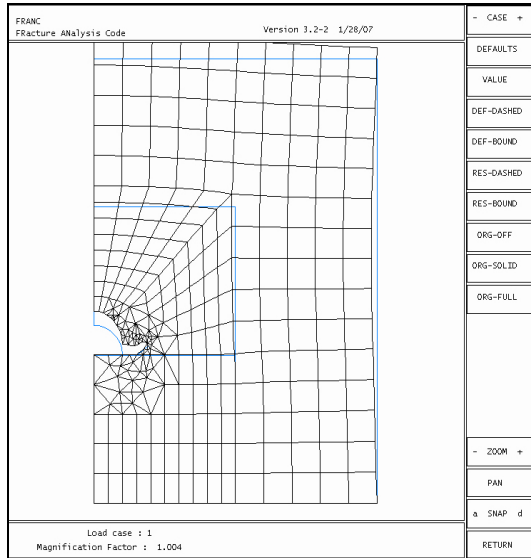 FRANC
FRacture ANalysis Code
Version 3.2-2 1/28/07
- CASE +
DEFAULTS
VALUE
DEF-DASHED
DEF-BOUND
RES-DASHED
RES-BOUND
ORG-OFF
ORG-SOLID
ORG-FULL
- ZOOM +
PAN
a SNAP d
RETURN
Load case : 1
Magnification Factor : 1.004